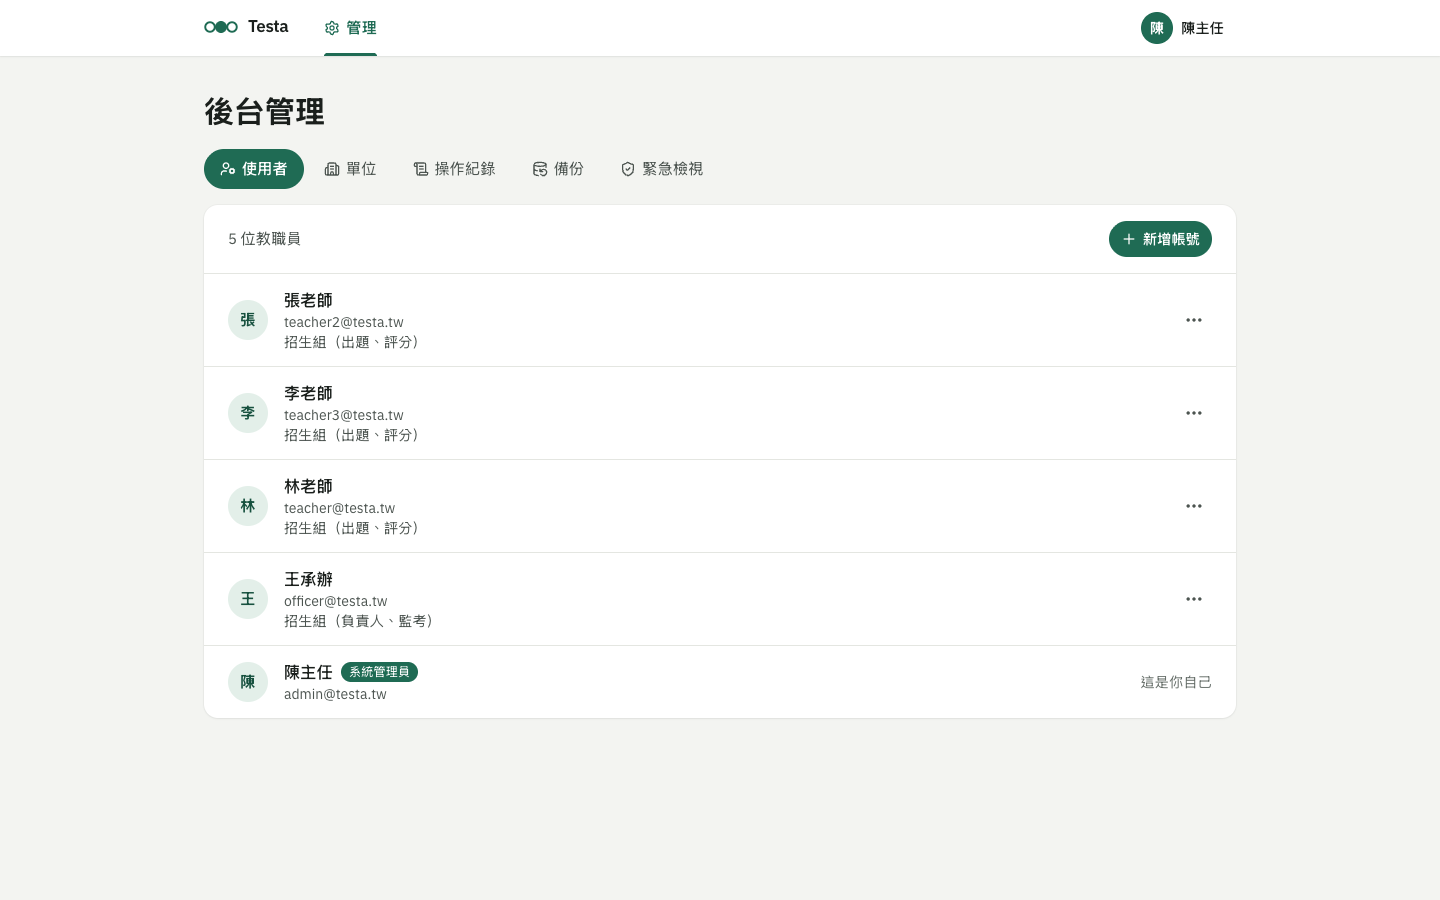 Testa
管理
陳
陳主任
後台管理
使用者
單位
操作紀錄
備份
緊急檢視
5 位教職員
新增帳號
張
張老師
teacher2@testa.tw
招生組（出題、評分）
李
李老師
teacher3@testa.tw
招生組（出題、評分）
林
林老師
teacher@testa.tw
招生組（出題、評分）
王
王承辦
officer@testa.tw
招生組（負責人、監考）
陳
陳主任 系統管理員
admin@testa.tw
這是你自己